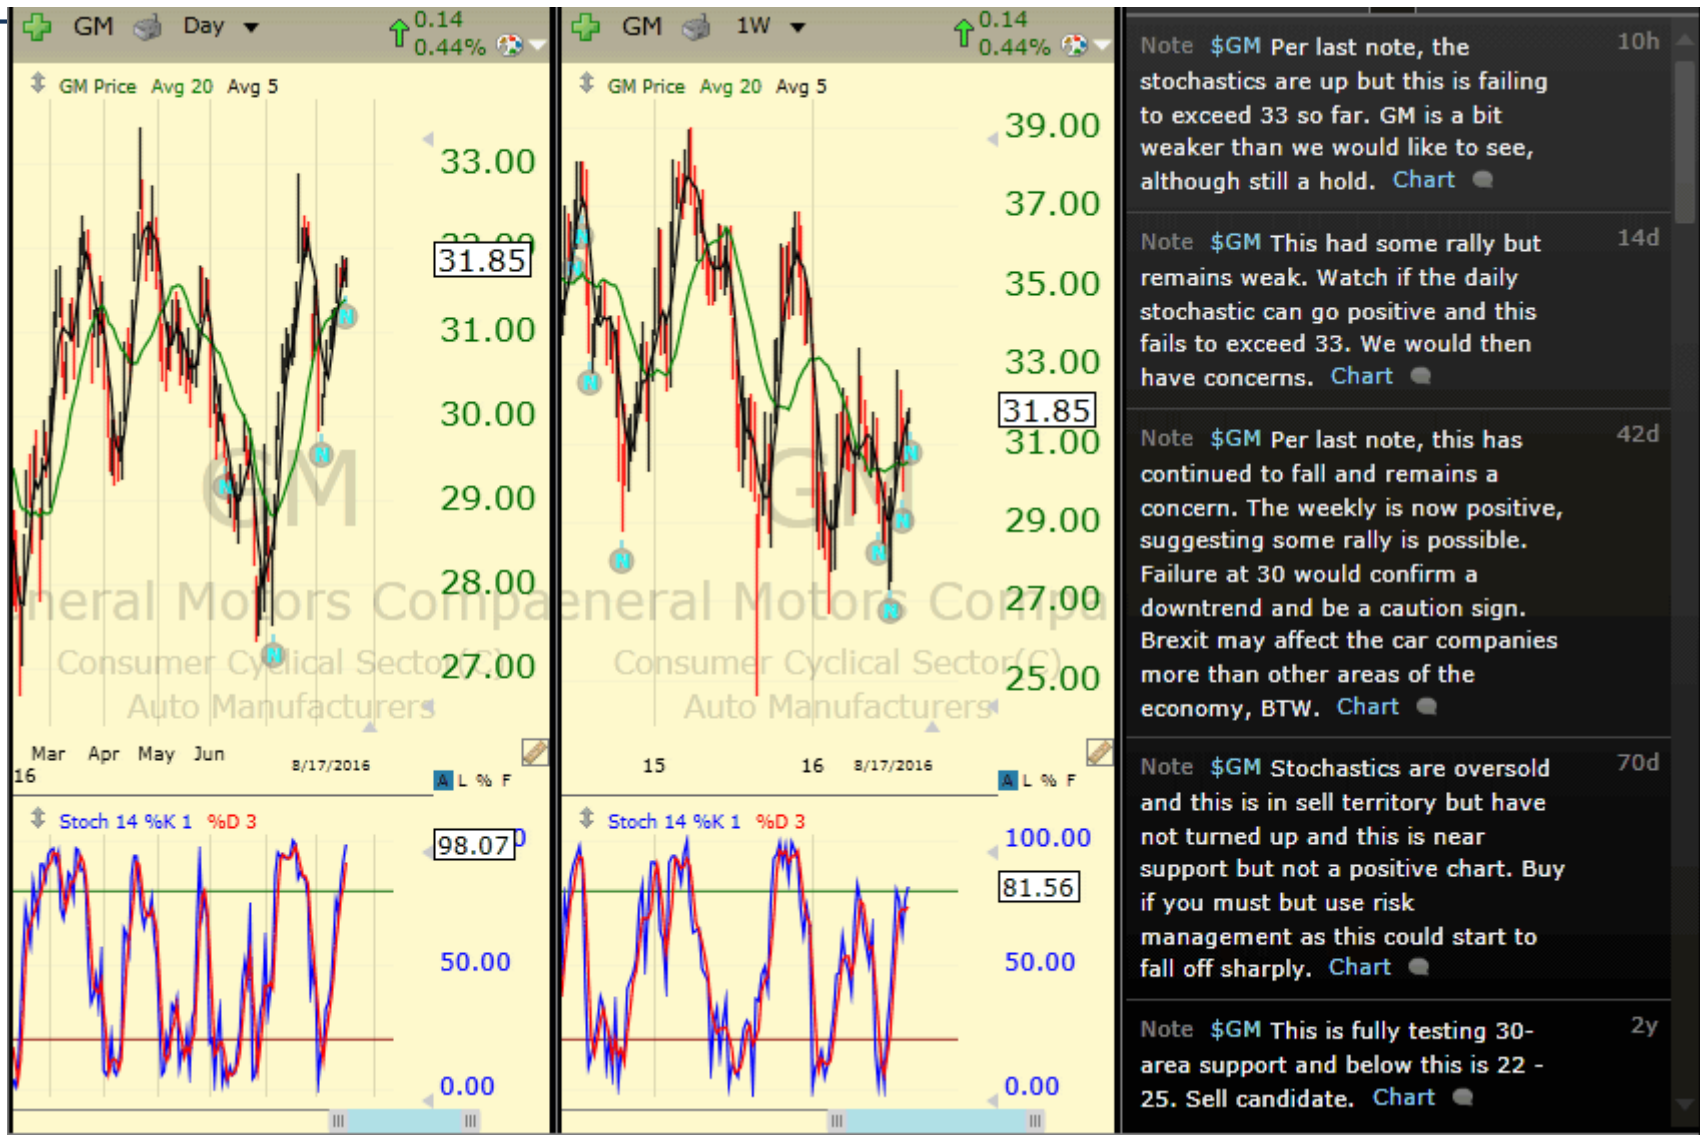 GM Day 0.14 0.44%
GM Price Avg 20 Avg 5
33.00
31.85
31.00
30.00
29.00
28.00
27.00
GM
neral Motors Compa
Consumer Cyclical Sector(C)
Auto Manufacturers
Mar Apr May Jun
16 8/17/2016
A L % F
Stoch 14 %K 1 %D 3
98.07
50.00
0.00
GM 1W 0.14 0.44%
GM Price Avg 20 Avg 5
39.00
37.00
35.00
33.00
31.85
31.00
29.00
27.00
25.00
GM
eneral Motors Compa
Consumer Cyclical Sector(C)
Auto Manufacturers
15 16 8/17/2016
A L % F
Stoch 14 %K 1 %D 3
100.00
81.56
50.00
0.00
Note $GM Per last note, the 10h
stochastics are up but this is failing
to exceed 33 so far. GM is a bit
weaker than we would like to see,
although still a hold. Chart
Note $GM This had some rally but 14d
remains weak. Watch if the daily
stochastic can go positive and this
fails to exceed 33. We would then
have concerns. Chart
Note $GM Per last note, this has 42d
continued to fall and remains a
concern. The weekly is now positive,
suggesting some rally is possible.
Failure at 30 would confirm a
downtrend and be a caution sign.
Brexit may affect the car companies
more than other areas of the
economy, BTW. Chart
Note $GM Stochastics are oversold 70d
and this is in sell territory but have
not turned up and this is near
support but not a positive chart. Buy
if you must but use risk
management as this could start to
fall off sharply. Chart
Note $GM This is fully testing 30- 2y
area support and below this is 22 -
25. Sell candidate. Chart